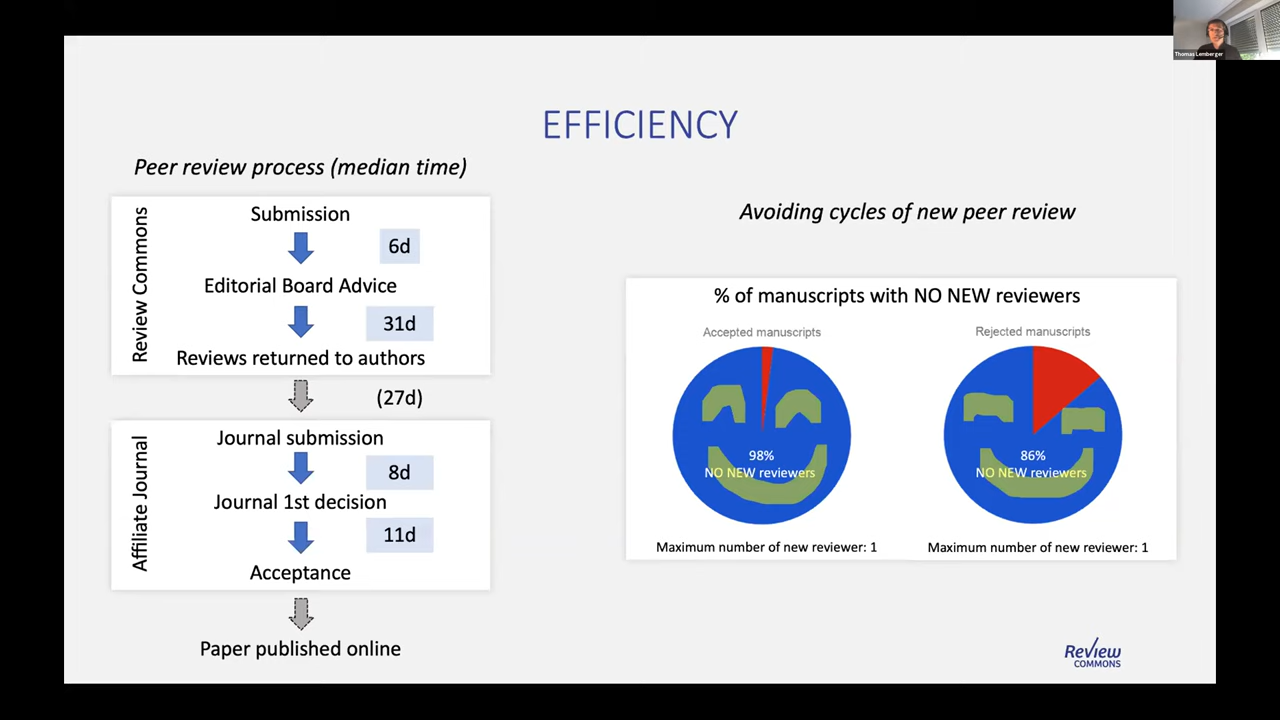 Thomas Lemberger
EFFICIENCY
Peer review process (median time)
Review Commons
Submission
6d
Editorial Board Advice
31d
Reviews returned to authors
(27d)
Affiliate Journal
Journal submission
8d
Journal 1st decision
11d
Acceptance
Paper published online
Avoiding cycles of new peer review
% of manuscripts with NO NEW reviewers
Accepted manuscripts
98%
NO NEW reviewers
Maximum number of new reviewer: 1
Rejected manuscripts
86%
NO NEW reviewers
Maximum number of new reviewer: 1
Review
COMMONS